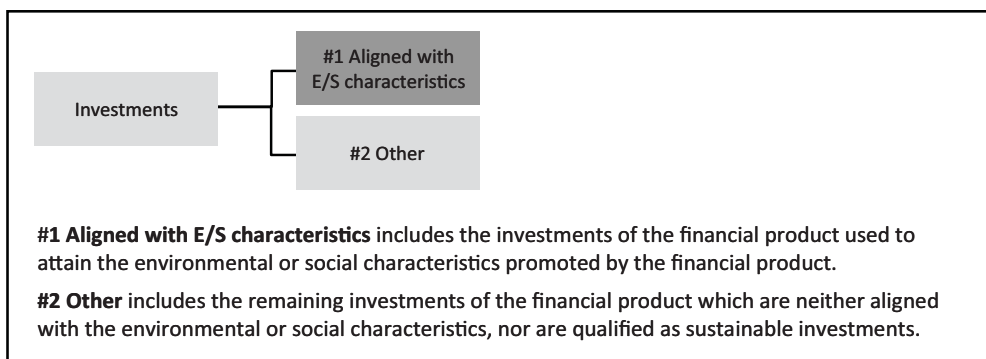 #1 Aligned with
E/S characteristics
Investments
#2 Other
#1 Aligned with E/S characteristics includes the investments of the financial product used to
attain the environmental or social characteristics promoted by the financial product.
#2 Other includes the remaining investments of the financial product which are neither aligned
with the environmental or social characteristics, nor are qualified as sustainable investments.